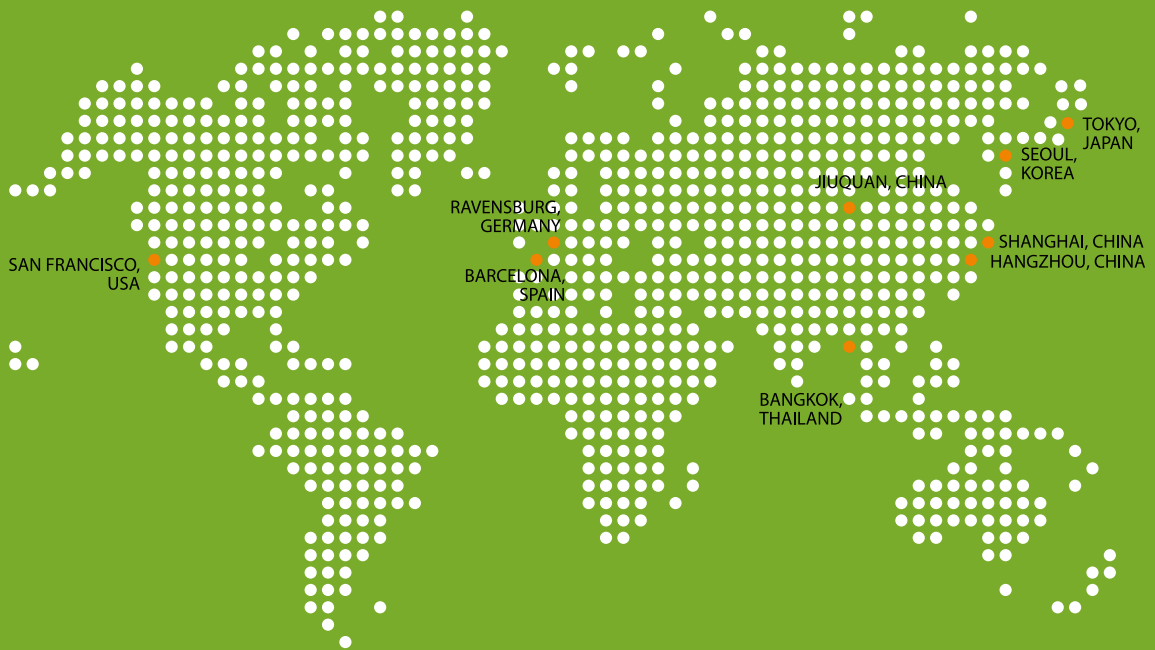 TOKYO,
JAPAN
SEOUL,
KOREA
JIUQUAN, CHINA
RAVENSBURG,
GERMANY
SHANGHAI, CHINA
HANGZHOU, CHINA
SAN FRANCISCO,
USA
BARCELONA,
SPAIN
BANGKOK,
THAILAND